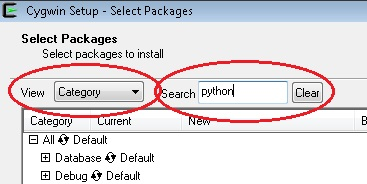 Cygwin Setup - Select Packages
Select Packages
Select packages to install
View Category Search python Clear
Category Current New B
All Default
Database Default
Debug Default